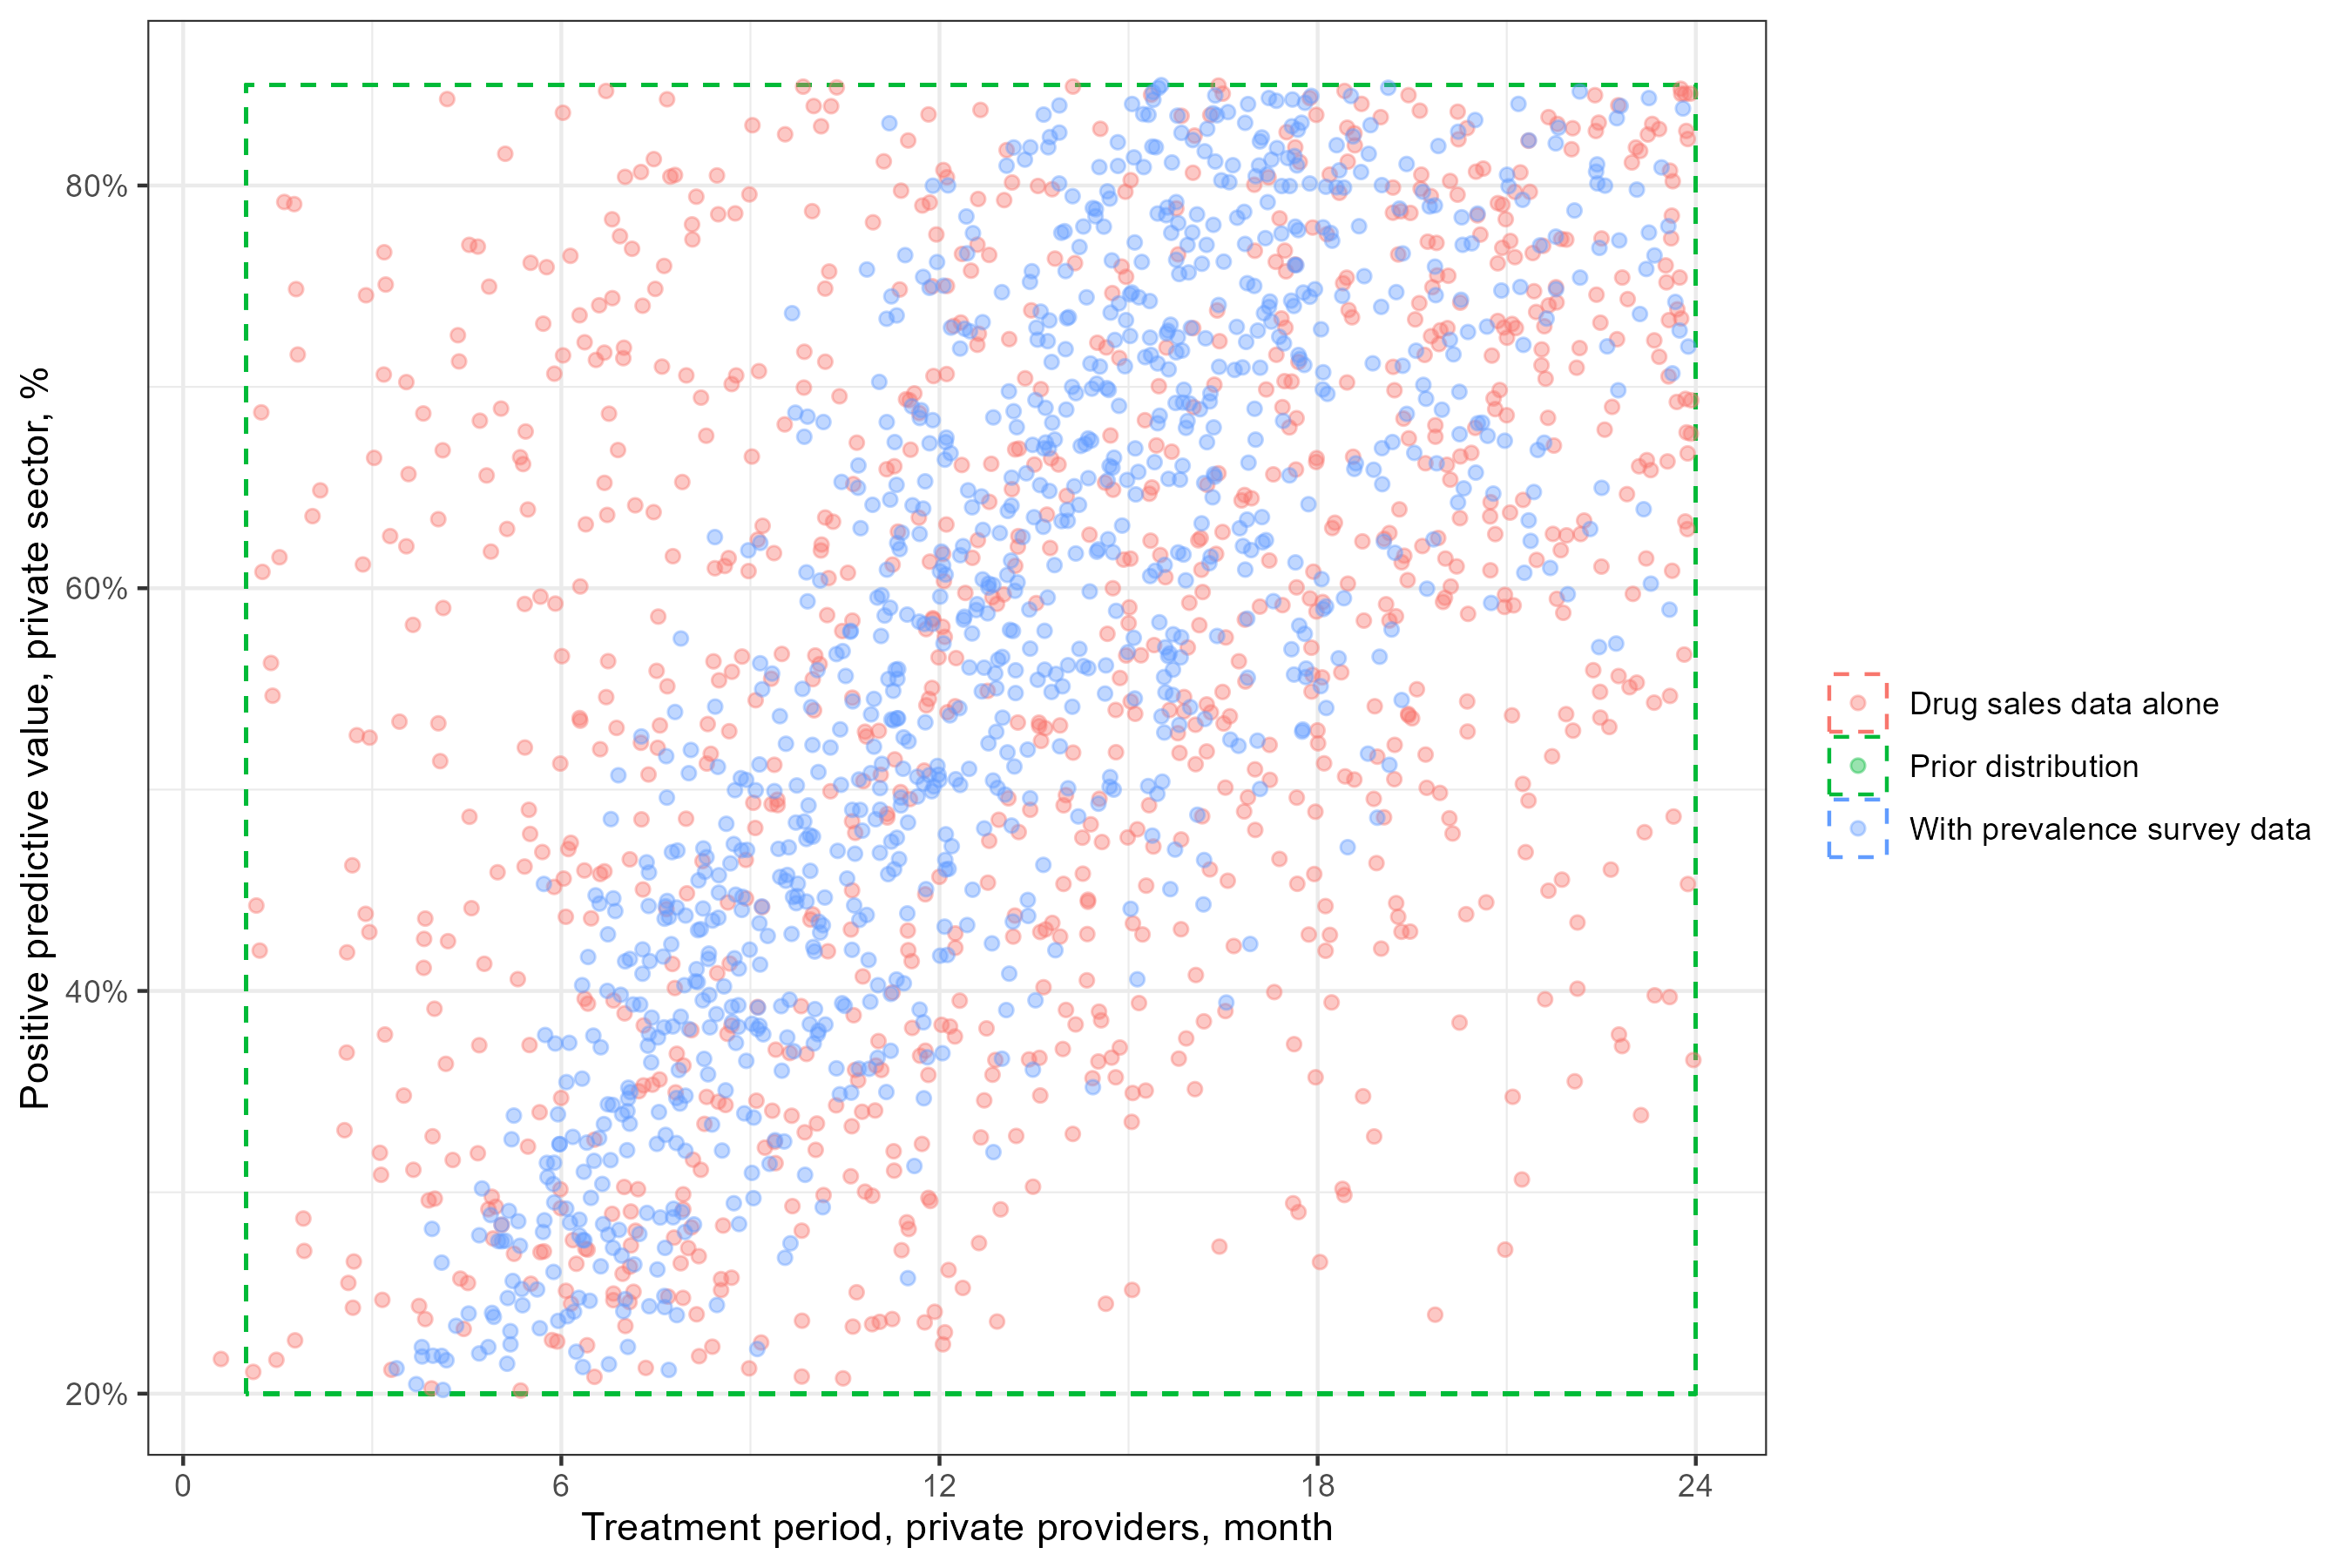 Positive predictive value, private sector, %
80%
60%
40%
20%
0 6 12 18 24
Treatment period, private providers, month
Drug sales data alone
Prior distribution
With prevalence survey data